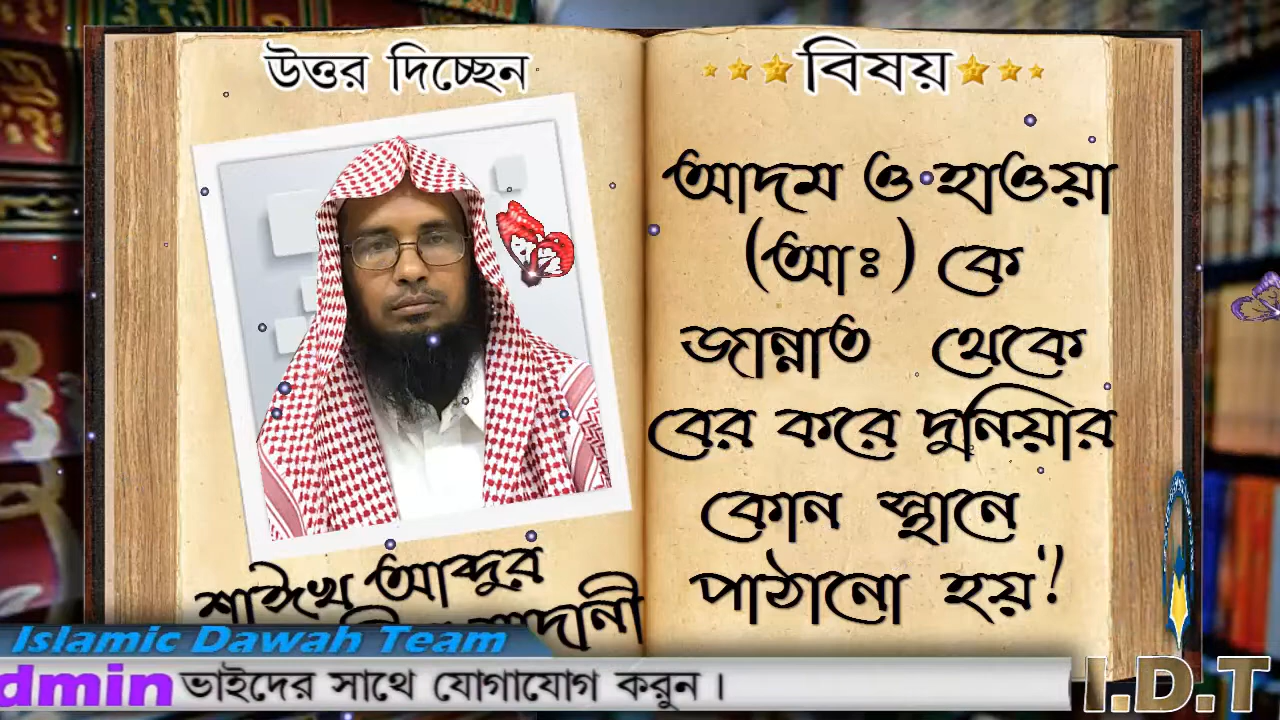 উত্তর দিচ্ছেন
শাইখ আব্দুর
মাদানী
বিষয়
আদম ও হাওয়া
(আঃ) কে
জান্নাত থেকে
বের করে দুনিয়ার
কোন স্থানে
পাঠানো হয়?
Islamic Dawah Team
dmin ভাইদের সাথে যোগাযোগ করুন।
I.D.T